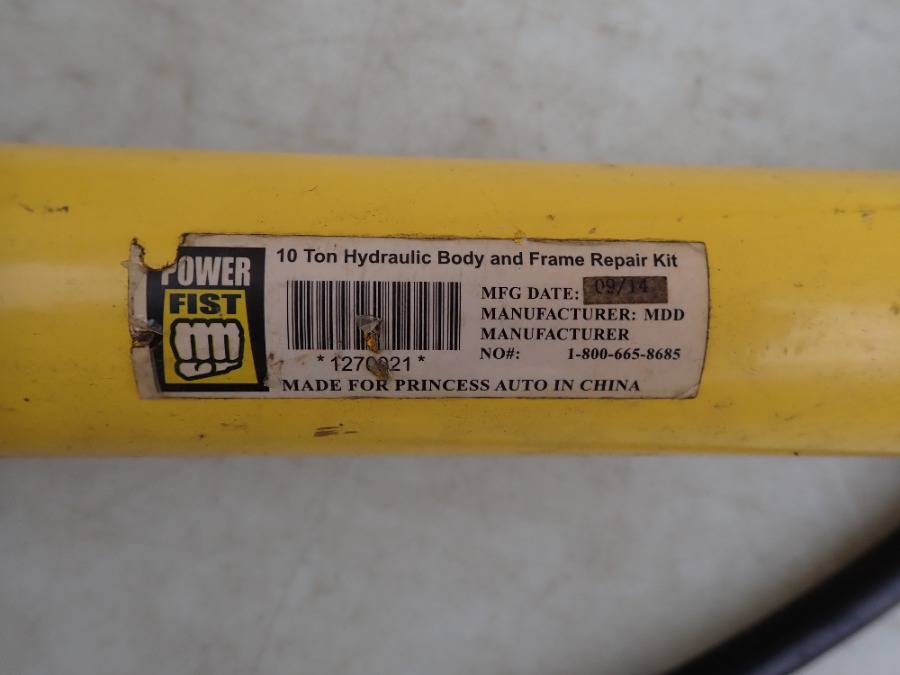 POWER
FIST
10 Ton Hydraulic Body and Frame Repair Kit
MFG DATE: 09/14
MANUFACTURER: MDD
MANUFACTURER
NO#: 1-800-665-8685
MADE FOR PRINCESS AUTO IN CHINA